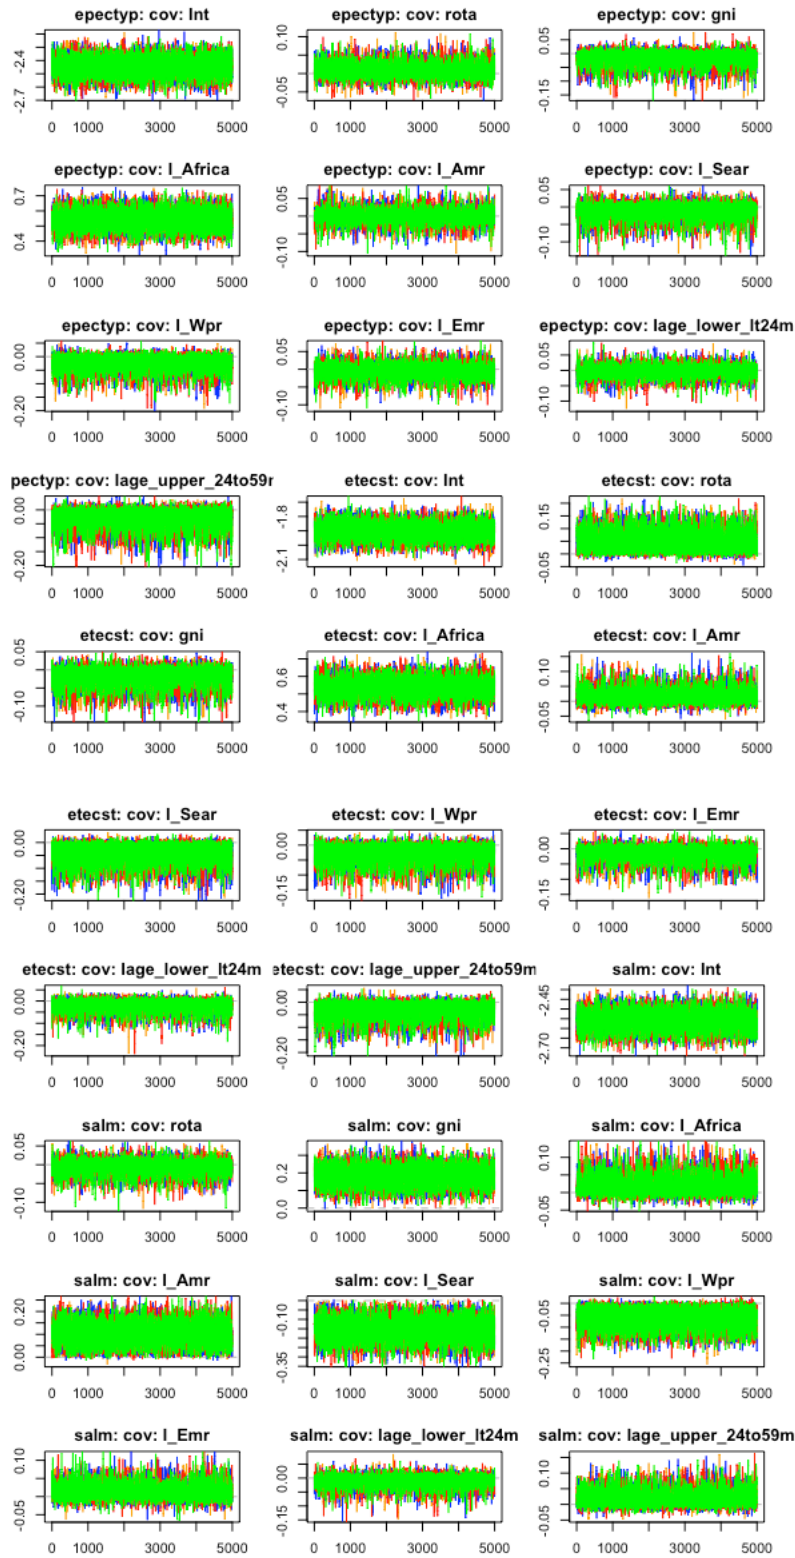 epectyp: cov: Int epectyp: cov: rota epectyp: cov: gni
-2.4 -2.7 0.10 -0.05 0.05 -0.15
0 1000 3000 5000 0 1000 3000 5000 0 1000 3000 5000
epectyp: cov: l_Africa epectyp: cov: l_Amr epectyp: cov: l_Sear
0.7 0.4 0.05 -0.10 0.05 -0.10
0 1000 3000 5000 0 1000 3000 5000 0 1000 3000 5000
epectyp: cov: l_Wpr epectyp: cov: l_Emr epectyp: cov: lage_lower_lt24m
0.00 -0.20 0.05 -0.10 0.05 -0.10
0 1000 3000 5000 0 1000 3000 5000 0 1000 3000 5000
pectyp: cov: lage_upper_24to59r etecst: cov: Int etecst: cov: rota
0.00 -0.20 -1.8 -2.1 0.15 -0.05
0 1000 3000 5000 0 1000 3000 5000 0 1000 3000 5000
etecst: cov: gni etecst: cov: l_Africa etecst: cov: l_Amr
0.05 -0.10 0.6 0.4 0.10 -0.05
0 1000 3000 5000 0 1000 3000 5000 0 1000 3000 5000
etecst: cov: l_Sear etecst: cov: l_Wpr etecst: cov: l_Emr
0.00 -0.20 0.00 -0.15 0.00 -0.15
0 1000 3000 5000 0 1000 3000 5000 0 1000 3000 5000
etecst: cov: lage_lower_lt24m etecst: cov: lage_upper_24to59m salm: cov: Int
0.00 -0.20 0.00 -0.20 -2.45 -2.70
0 1000 3000 5000 0 1000 3000 5000 0 1000 3000 5000
salm: cov: rota salm: cov: gni salm: cov: l_Africa
0.05 -0.10 0.2 0.0 0.10 -0.05
0 1000 3000 5000 0 1000 3000 5000 0 1000 3000 5000
salm: cov: l_Amr salm: cov: l_Sear salm: cov: l_Wpr
0.20 0.00 -0.10 -0.35 -0.05 -0.25
0 1000 3000 5000 0 1000 3000 5000 0 1000 3000 5000
salm: cov: l_Emr salm: cov: lage_lower_lt24m salm: cov: lage_upper_24to59m
0.10 -0.05 0.00 -0.15 0.10 -0.05
0 1000 3000 5000 0 1000 3000 5000 0 1000 3000 5000